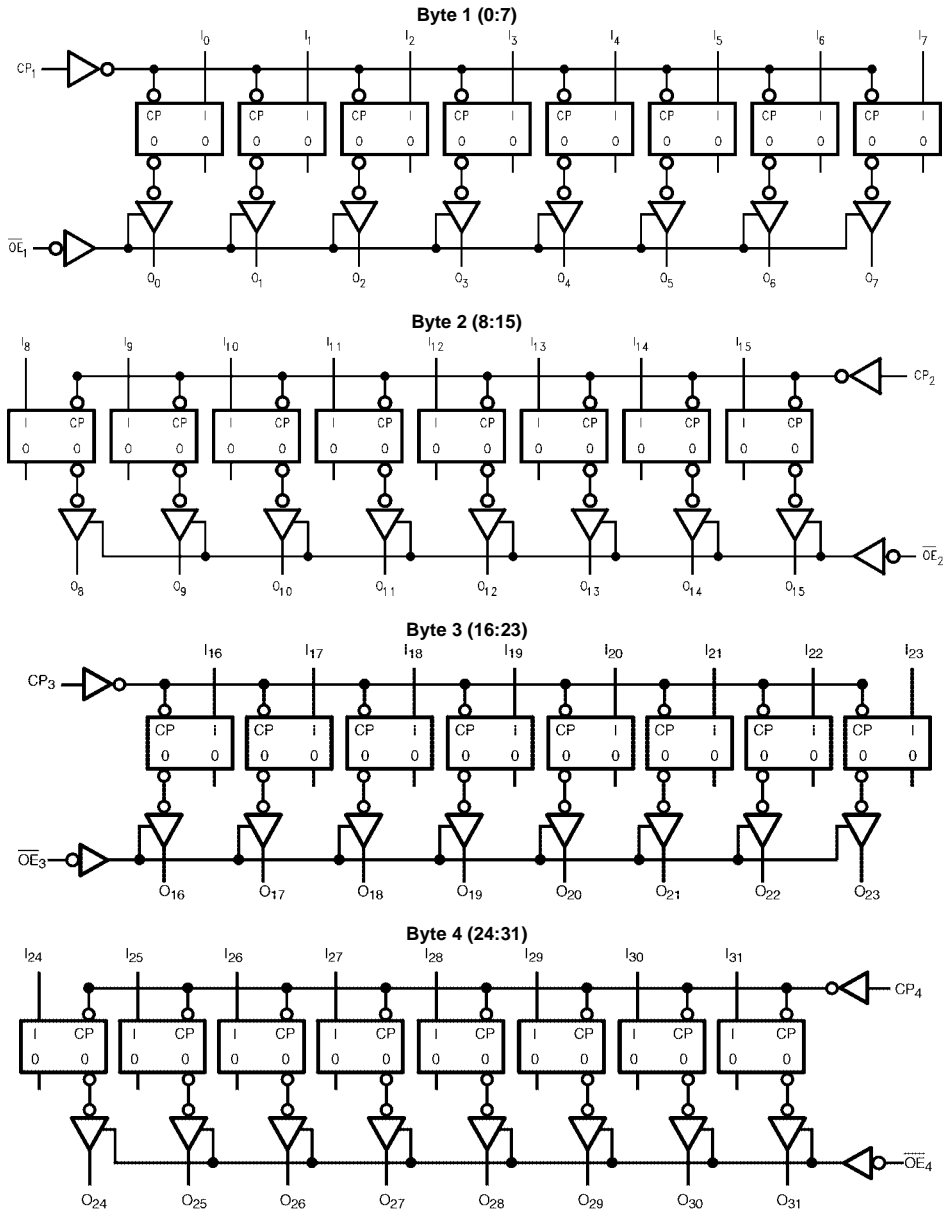 Byte 1 (0:7)
I0 I1 I2 I3 I4 I5 I6 I7
CP1
CP I CP I CP I CP I CP I CP I CP I CP I
0 0 0 0 0 0 0 0 0 0 0 0 0 0 0 0
OE1
O0 O1 O2 O3 O4 O5 O6 O7
Byte 2 (8:15)
I8 I9 I10 I11 I12 I13 I14 I15
CP2
I CP I CP I CP I CP I CP I CP I CP I CP
0 0 0 0 0 0 0 0 0 0 0 0 0 0 0 0
OE2
O8 O9 O10 O11 O12 O13 O14 O15
Byte 3 (16:23)
I16 I17 i18 I19 I20 I21 I22 i23
CP3
CP i CP i CP i CP i CP I CP i CP i CP I
0 0 0 0 0 0 0 0 0 0 0 0 0 0 0 0
OE3
O16 O17 O18 O19 O20 O21 O22 O23
Byte 4 (24:31)
I24 I25 I26 I27 I28 I29 I30 I31
CP4
I CP I CP I CP I CP I CP I CP I CP I CP
0 0 0 0 0 0 0 0 0 0 0 0 0 0 0 0
OE4
O24 O25 O26 O27 O28 O29 O30 O31